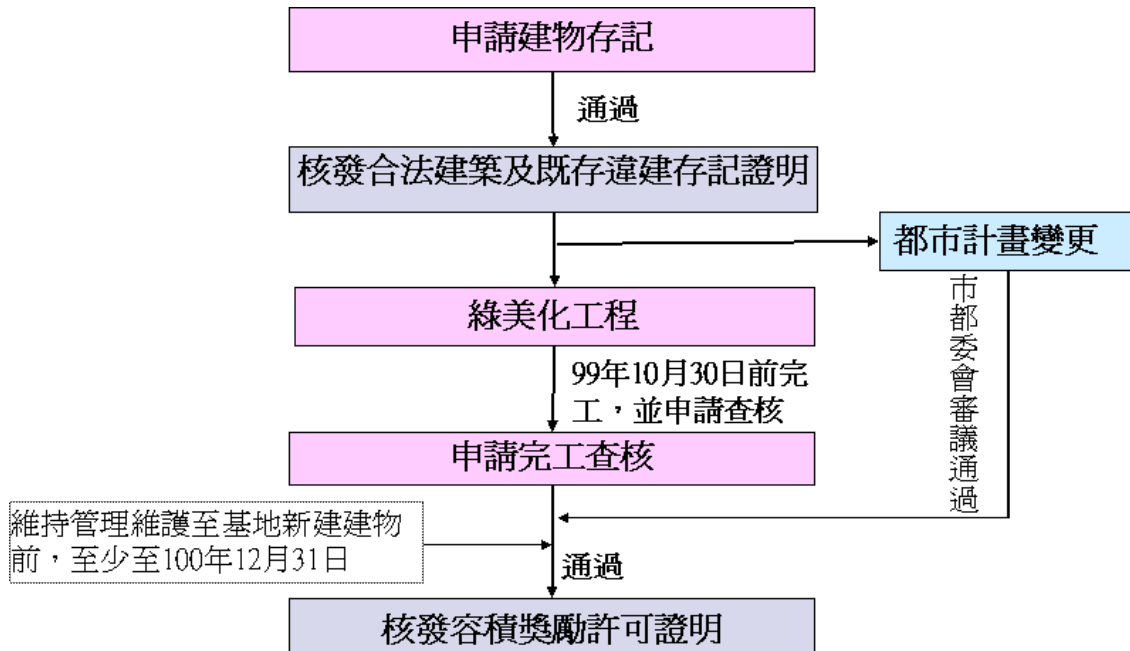 申請建物存記
通過
核發合法建築及既存違建存記證明
都市計畫變更
市都委會審議通過
綠美化工程
99年10月30日前完
工，並申請查核
申請完工查核
維持管理維護至基地新建建物
前，至少至100年12月31日
通過
核發容積獎勵許可證明